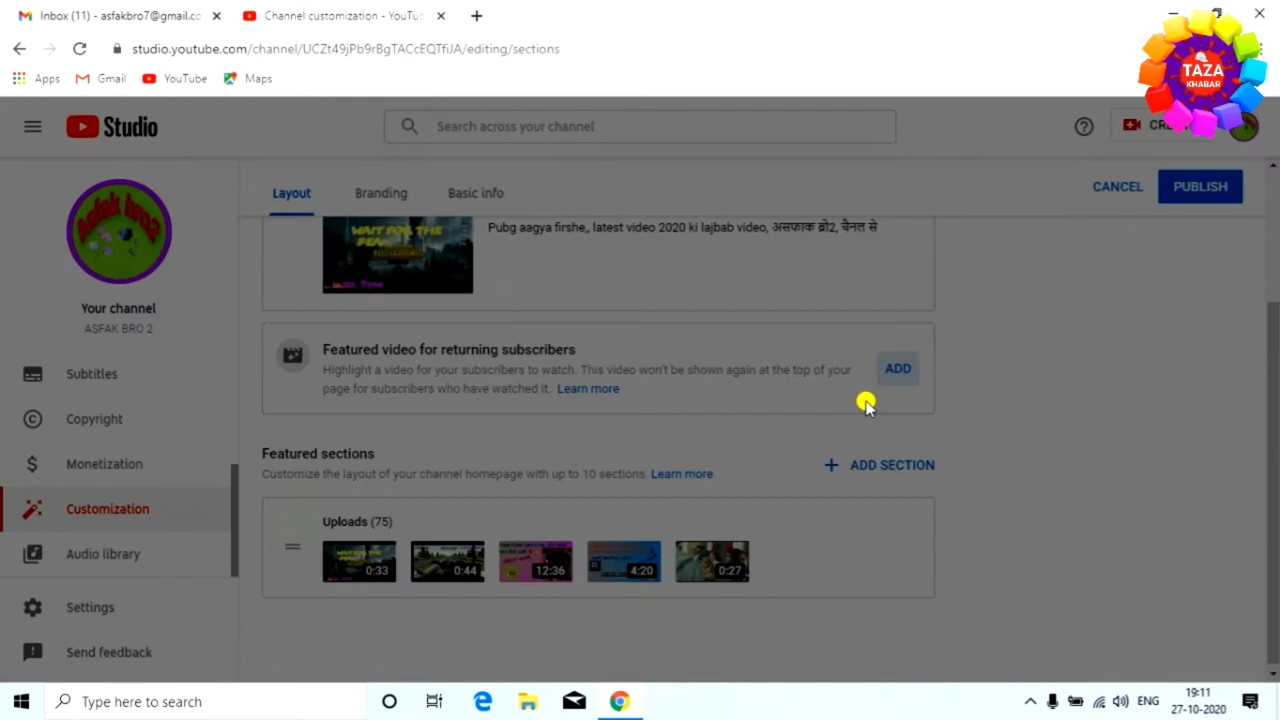 Inbox (11) - asfakbro7@gmail.co
Channel customization - YouTu
studio.youtube.com/channel/UCZt49jPb9rBgTACcEQTfiJA/editing/sections
Apps
Gmail
YouTube
Maps
TAZA
KHABAR
Studio
Search across your channel
CRE
Layout
Branding
Basic info
CANCEL
PUBLISH
Asfak bro2
Your channel
ASFAK BRO 2
Subtitles
Copyright
Monetization
Customization
Audio library
Settings
Send feedback
WAIT FOR THE
Pubg aagya firshe,, latest video 2020 ki lajbab video, असफाक ब्रो2, चैनल से
Featured video for returning subscribers
Highlight a video for your subscribers to watch. This video won't be shown again at the top of your
page for subscribers who have watched it. Learn more
ADD
Featured sections
Customize the layout of your channel homepage with up to 10 sections. Learn more
+ ADD SECTION
Uploads (75)
0:33
0:44
12:36
4:20
0:27
Type here to search
ENG
19:11
27-10-2020